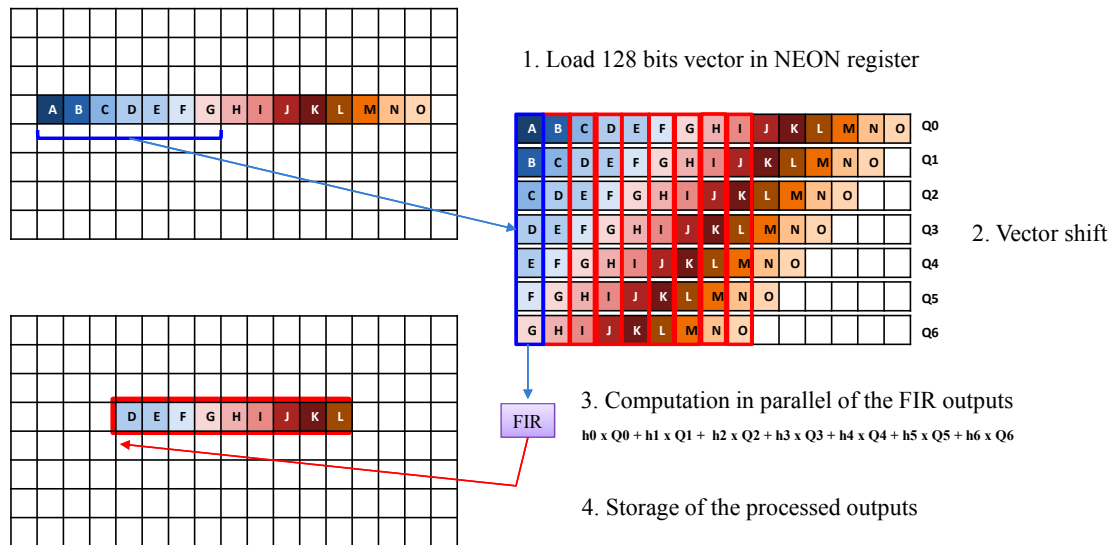 1. Load 128 bits vector in NEON register
A B C D E F G H I J K L M N O
A B C D E F G H I J K L M N O Q0
B C D E F G H I J K L M N O Q1
C D E F G H I J K L M N O Q2
D E F G H I J K L M N O Q3
2. Vector shift
E F G H I J K L M N O Q4
F G H I J K L M N O Q5
G H I J K L M N O Q6
D E F G H I J K L
FIR
3. Computation in parallel of the FIR outputs
h0 x Q0 + h1 x Q1 + h2 x Q2 + h3 x Q3 + h4 x Q4 + h5 x Q5 + h6 x Q6
4. Storage of the processed outputs